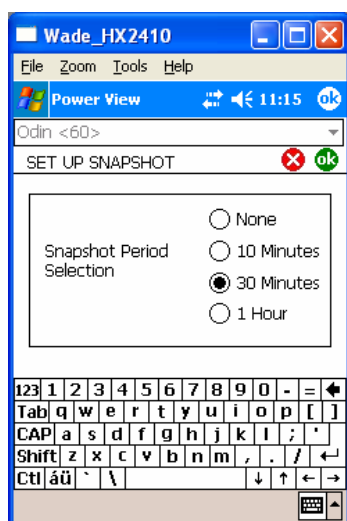 Wade_HX2410
File Zoom Tools Help
Power View 11:15 ok
Odin <60>
SET UP SNAPSHOT ok
None
Snapshot Period
Selection
10 Minutes
30 Minutes
1 Hour
123 1 2 3 4 5 6 7 8 9 0 - =
Tab q w e r t y u i o p [ ]
CAP a s d f g h j k l ; '
Shift z x c v b n m , . /
Ctl áü ` \